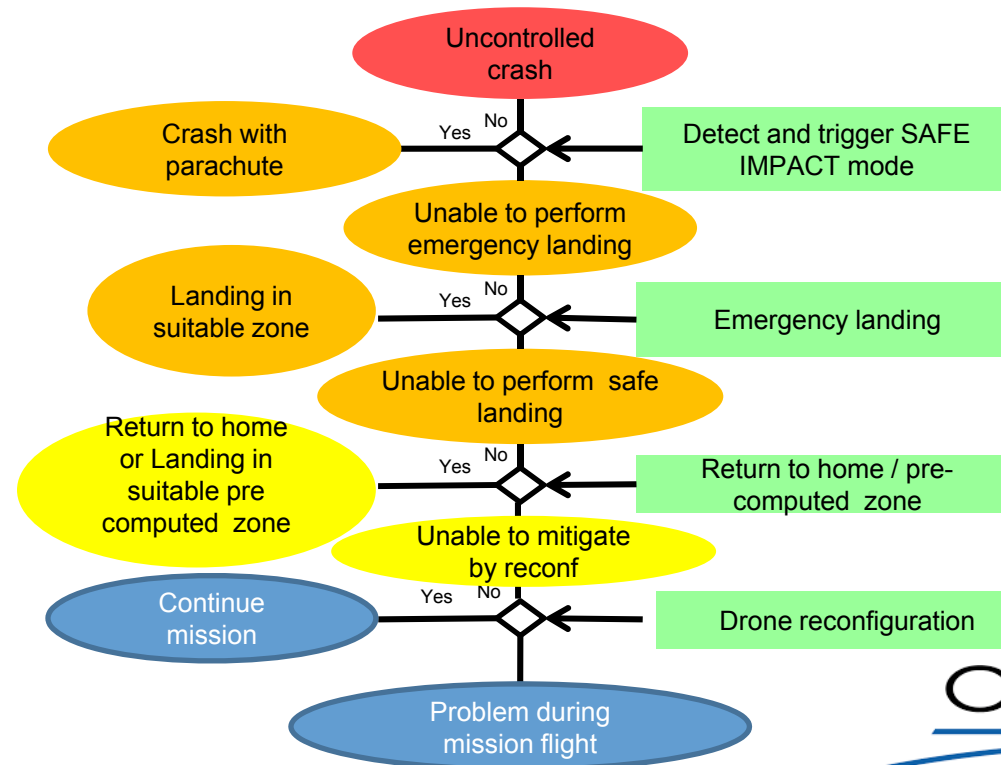 Uncontrolled
crash
Crash with
parachute
Yes
No
Detect and trigger SAFE
IMPACT mode
Unable to perform
emergency landing
Landing in
suitable zone
Yes
No
Emergency landing
Unable to perform safe
landing
Return to home
or Landing in
suitable pre
computed zone
Yes
No
Return to home / pre-
computed zone
Unable to mitigate
by reconf
Continue
mission
Yes
No
Drone reconfiguration
Problem during
mission flight